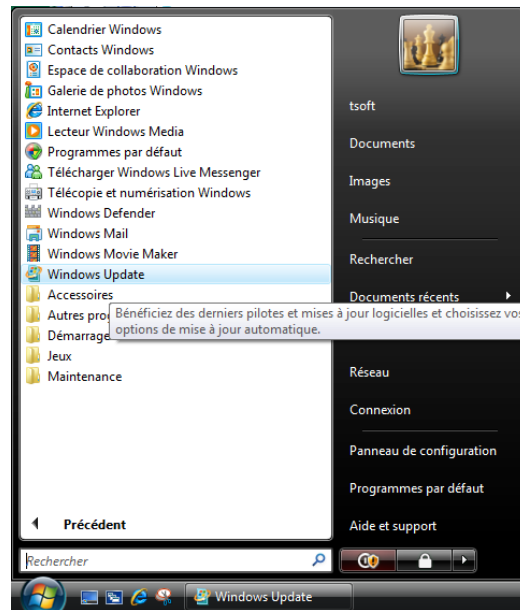 Calendrier Windows
Contacts Windows
Espace de collaboration Windows
Galerie de photos Windows
Internet Explorer
Lecteur Windows Media
Programmes par défaut
Télécharger Windows Live Messenger
Télécopie et numérisation Windows
Windows Defender
Windows Mail
Windows Movie Maker
Windows Update
Accessoires
Autres pro
Démarrage
Jeux
Maintenance
Bénéficiez des derniers pilotes et mises à jour logicielles et choisissez vos
options de mise à jour automatique.
Précédent
Rechercher
tsoft
Documents
Images
Musique
Rechercher
Documents récents
Réseau
Connexion
Panneau de configuration
Programmes par défaut
Aide et support
Windows Update